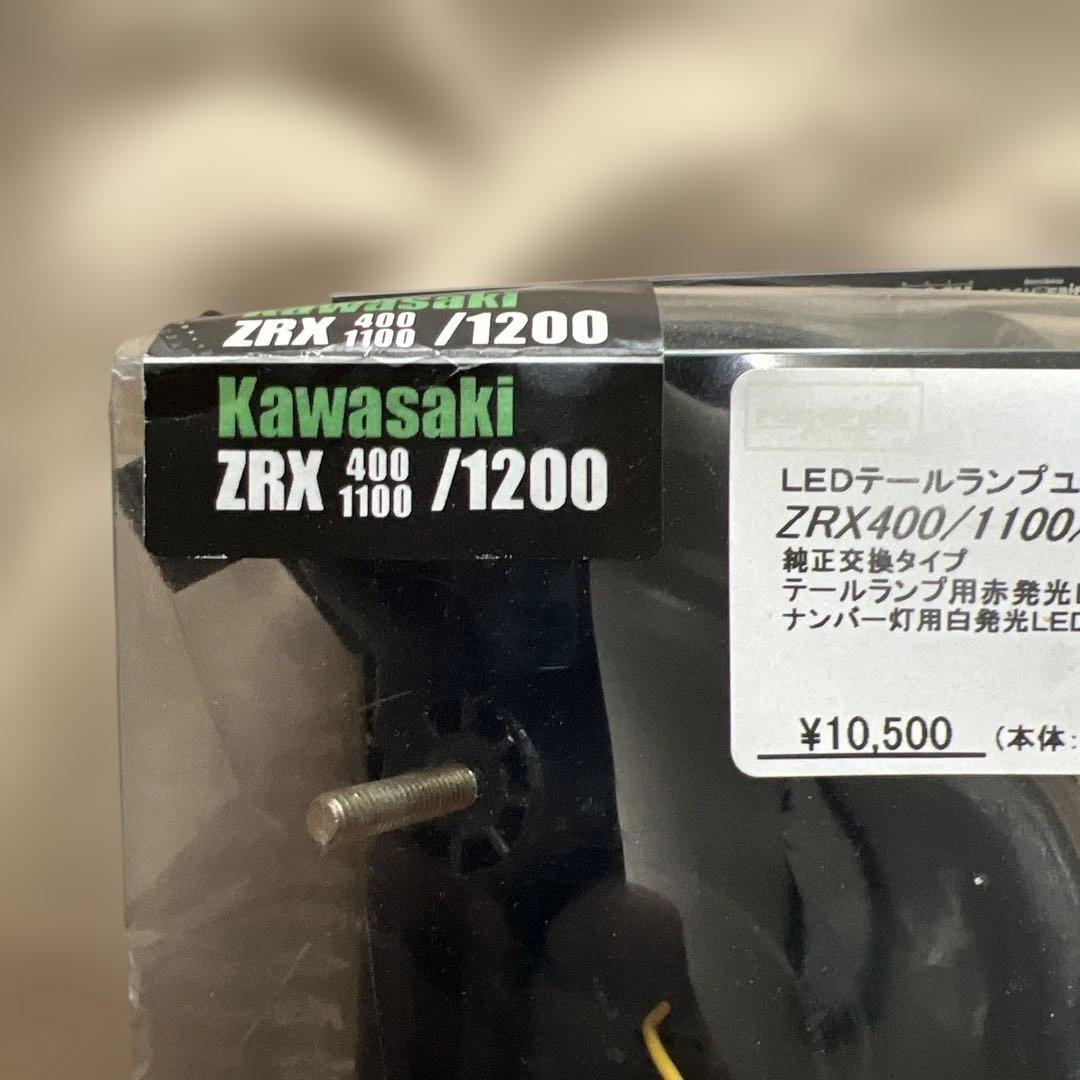 Kawasaki
ZRX 400 1100 /1200
Kawasaki
ZRX 400 1100 /1200
LEDテールランプユ
ZRX400/1100/
純正交換タイプ
テールランプ用赤発光L
ナンバー灯用白発光LED
¥10,500 (本体: